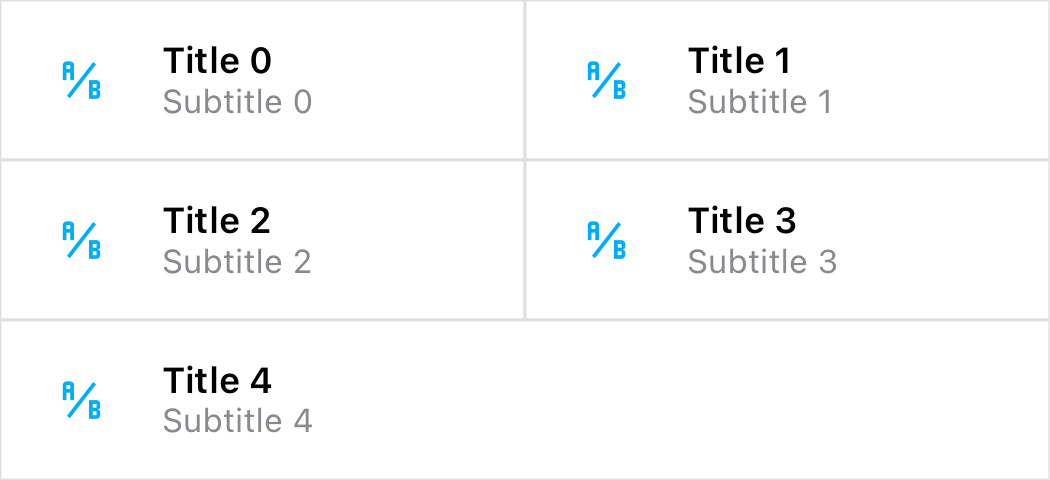 A/B
Title 0
Subtitle 0
A/B
Title 1
Subtitle 1
A/B
Title 2
Subtitle 2
A/B
Title 3
Subtitle 3
A/B
Title 4
Subtitle 4